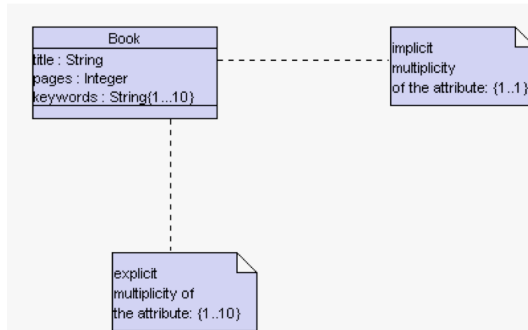 Book
title : String
pages : Integer
keywords : String{1...10}
implicit
multiplicity
of the attribute: {1..1}
explicit
multiplicity of
the attribute: {1..10}